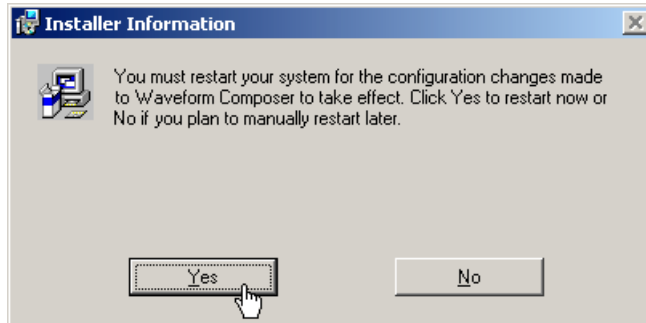 Installer Information
You must restart your system for the configuration changes made
to Waveform Composer to take effect. Click Yes to restart now or
No if you plan to manually restart later.
Yes
No